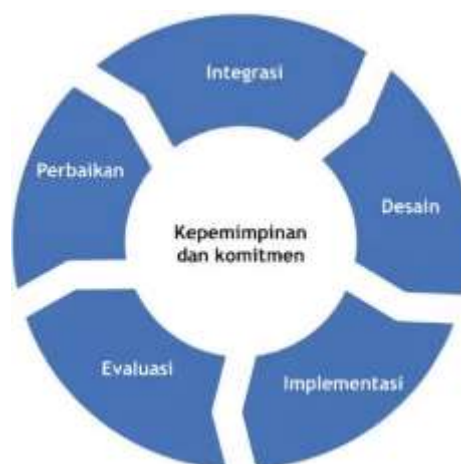 Integrasi
Desain
Implementasi
Evaluasi
Perbaikan
Kepemimpinan
dan komitmen